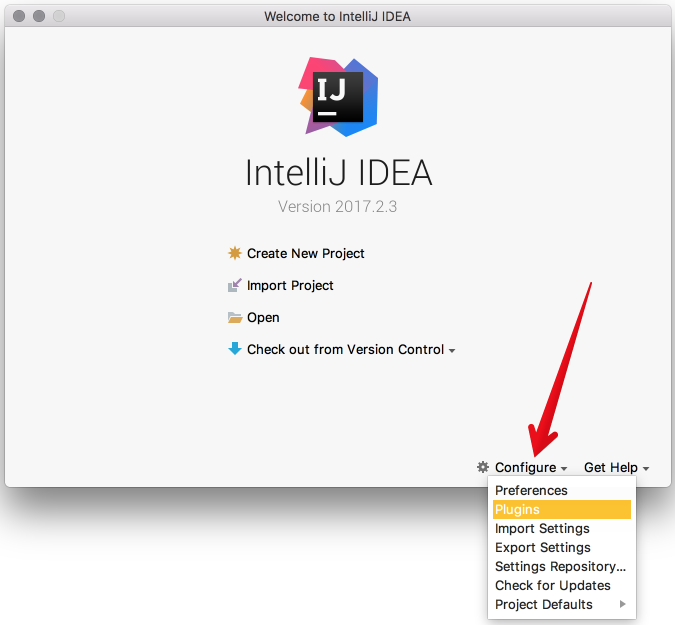 Welcome to IntelliJ IDEA
IJ
IntelliJ IDEA
Version 2017.2.3
Create New Project
Import Project
Open
Check out from Version Control
Configure
Get Help
Preferences
Plugins
Import Settings
Export Settings
Settings Repository...
Check for Updates
Project Defaults